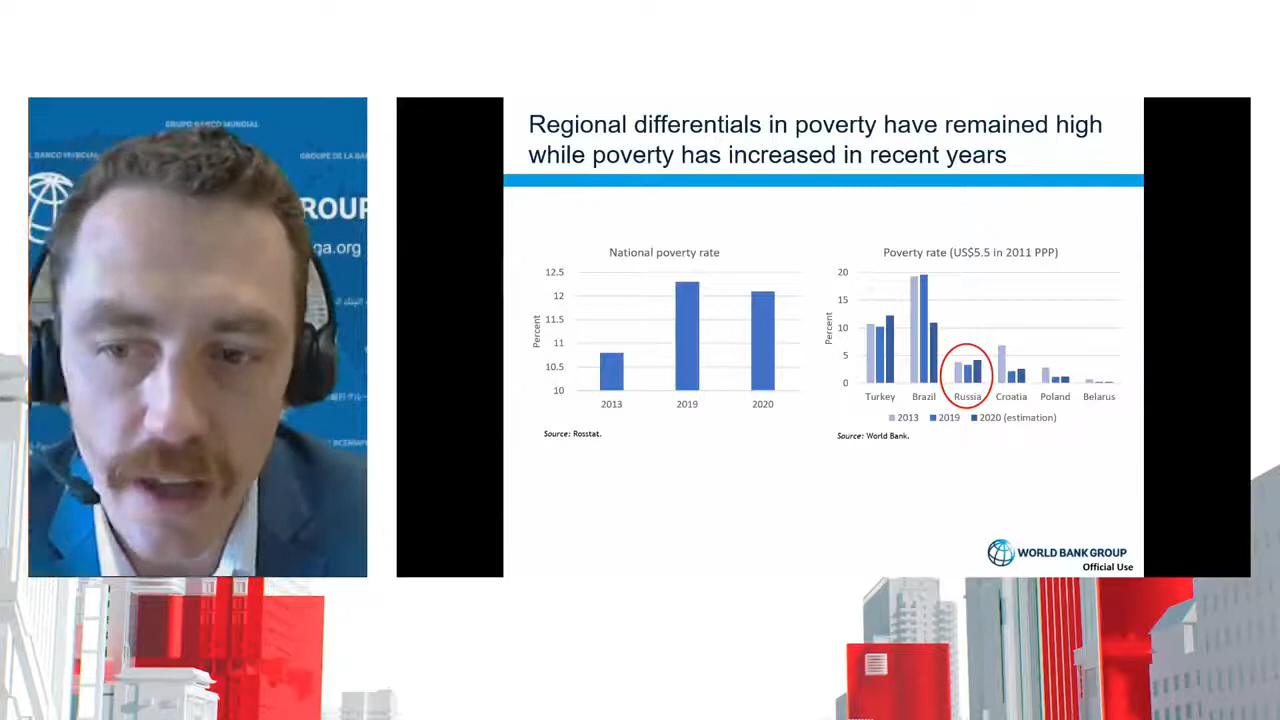 GRUPO BANCO MUNDIAL
GROUPE DE LA BA
ROUP
ga.org
Regional differentials in poverty have remained high
while poverty has increased in recent years
National poverty rate
12.5
12
11.5
11
10.5
10
Percent
2013 2019 2020
Source: Rosstat.
Poverty rate (US$5.5 in 2011 PPP)
20
15
10
5
0
Percent
Turkey Brazil Russia Croatia Poland Belarus
2013 2019 2020 (estimation)
Source: World Bank.
WORLD BANK GROUP
Official Use